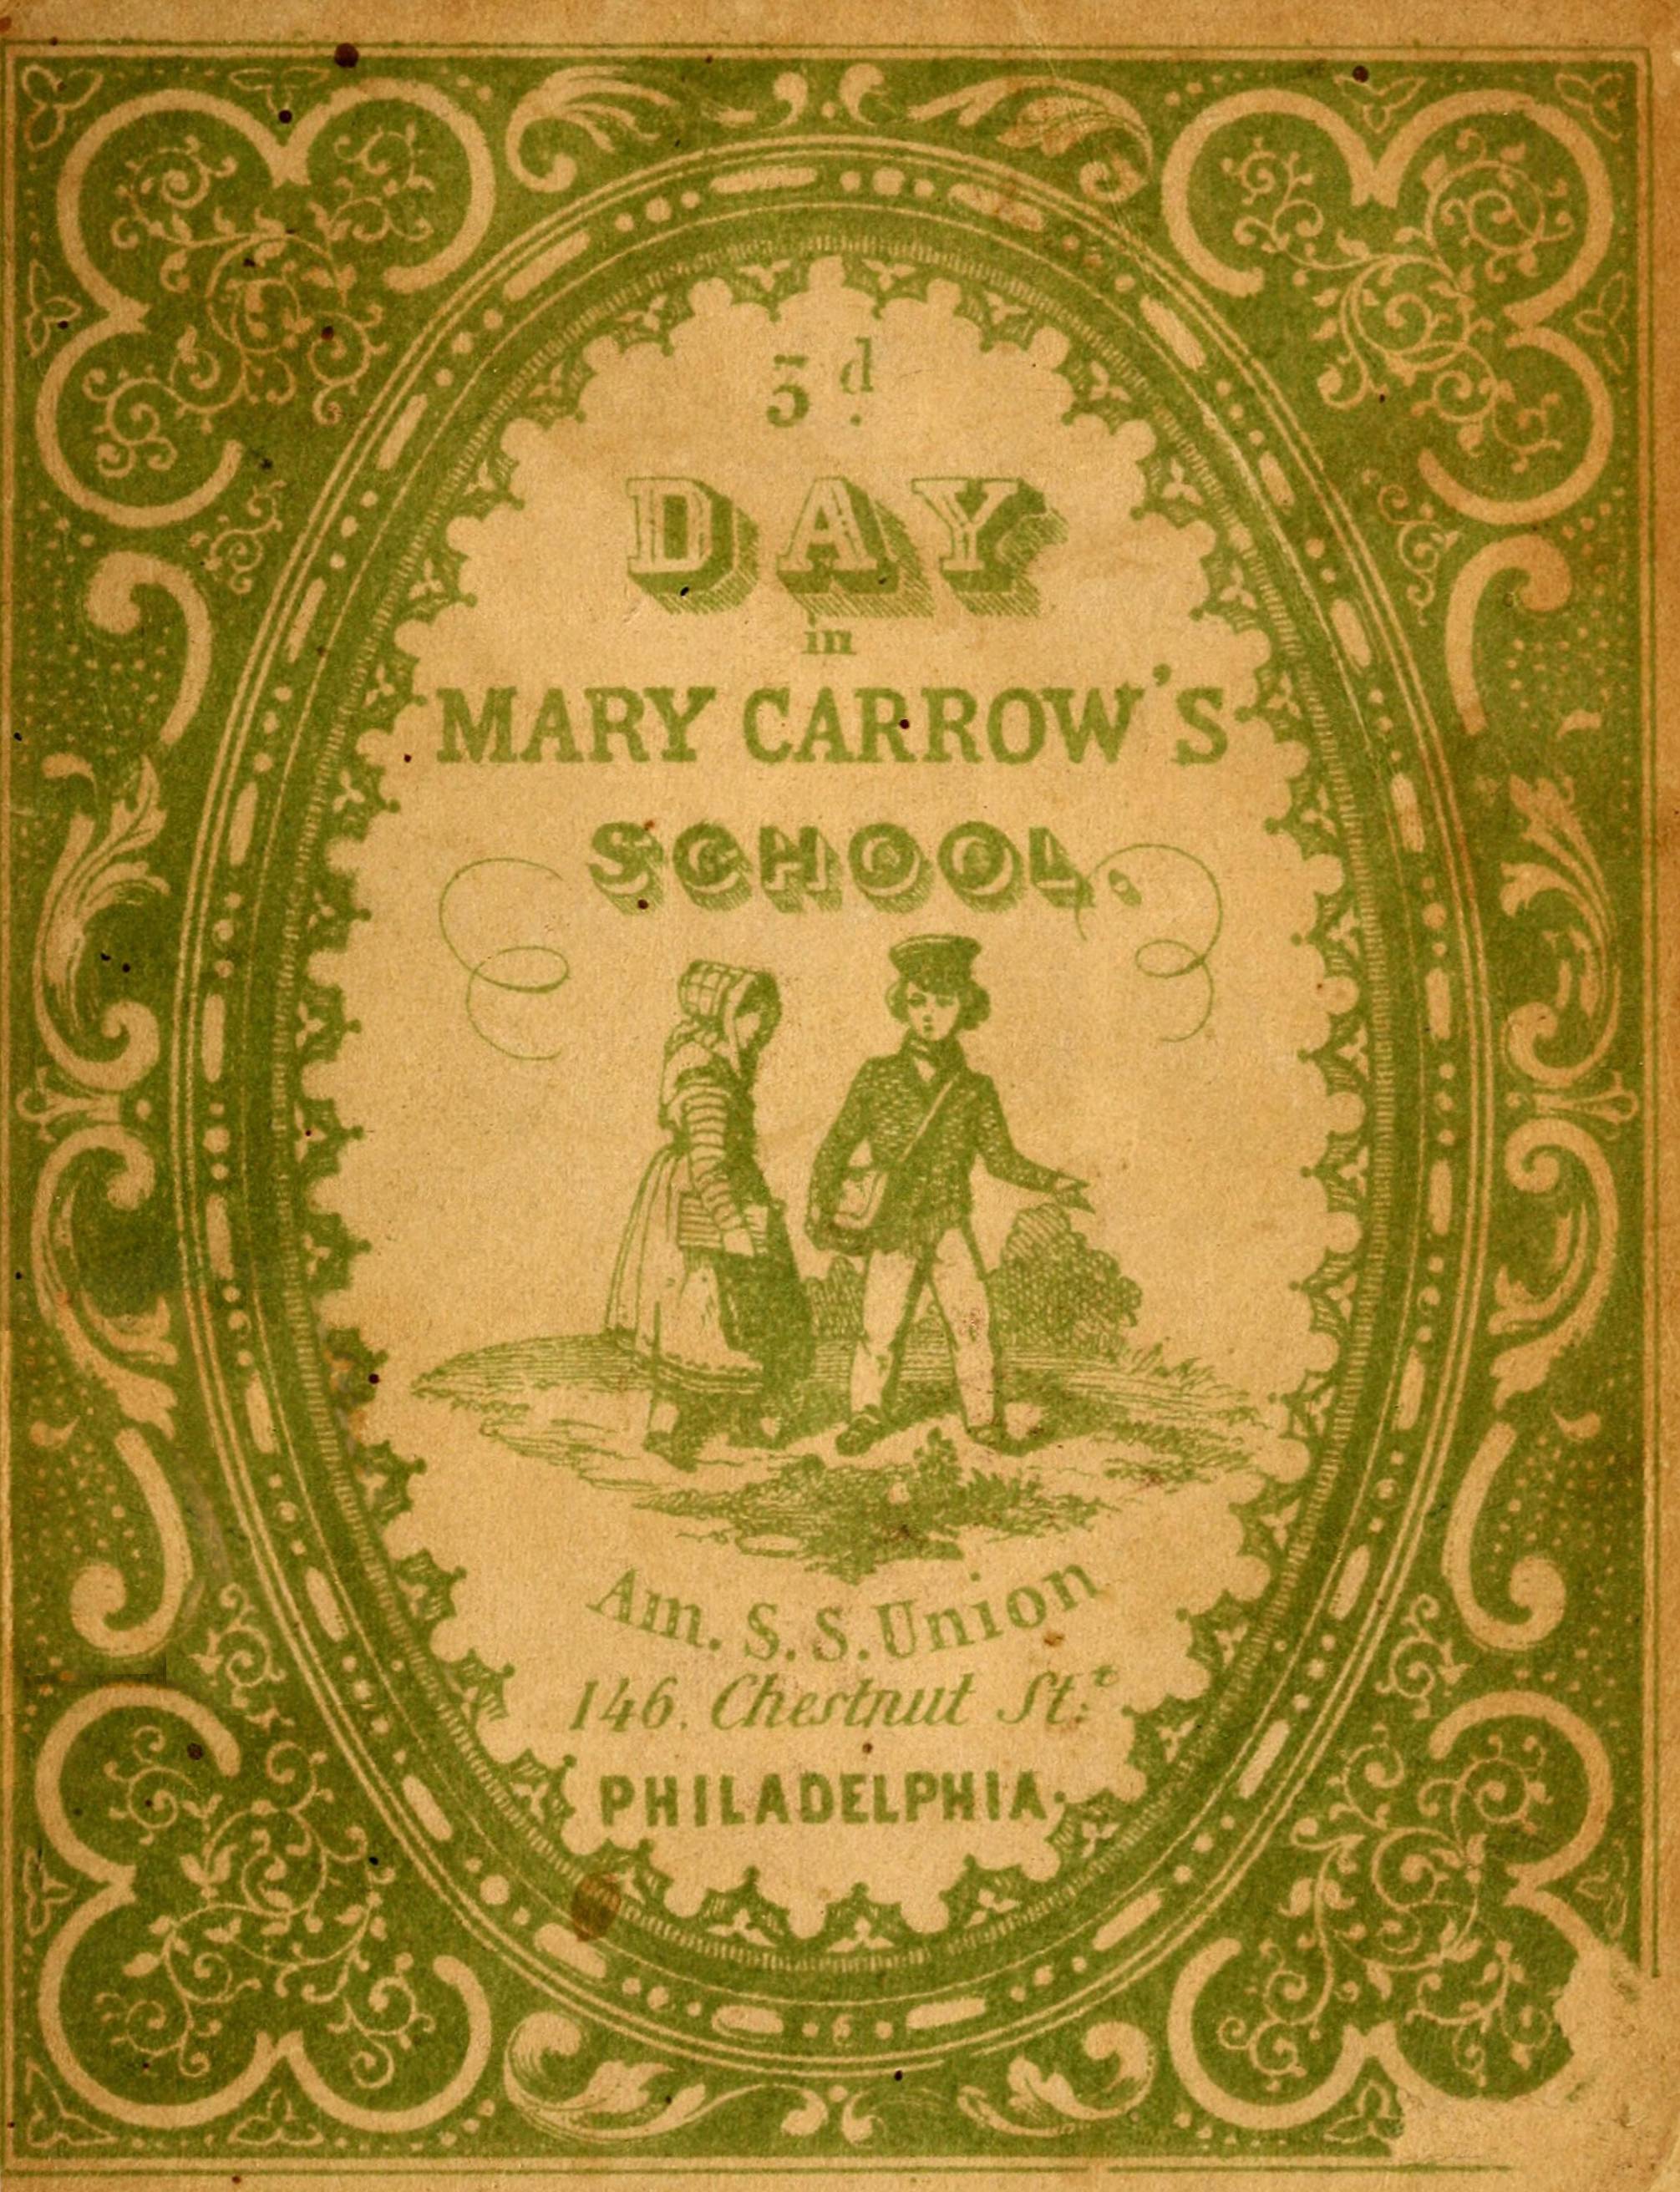 3d.
DAY
in
MARY CARROW'S
SCHOOL.
Am. S. S. Union
146. Chestnut St.t
PHILADELPHIA.